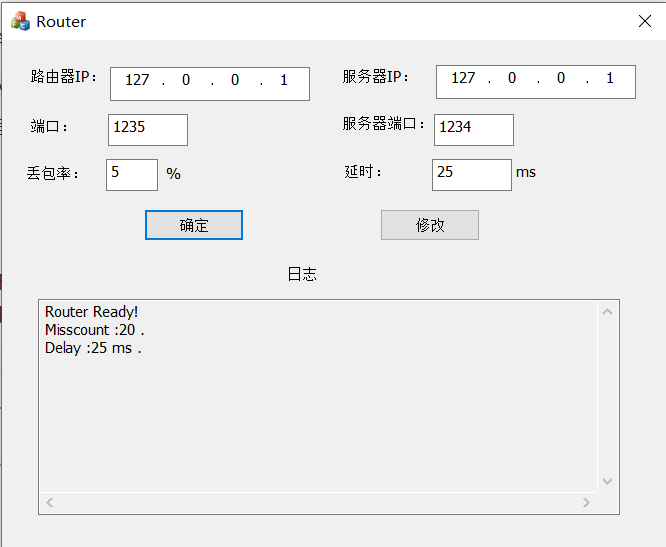 Router
路由器IP： 127 . 0 . 0 . 1 服务器IP： 127 . 0 . 0 . 1
端口： 1235 服务器端口： 1234
丢包率： 5 % 延时： 25 ms
确定 修改
日志
Router Ready!
Misscount :20 .
Delay :25 ms .